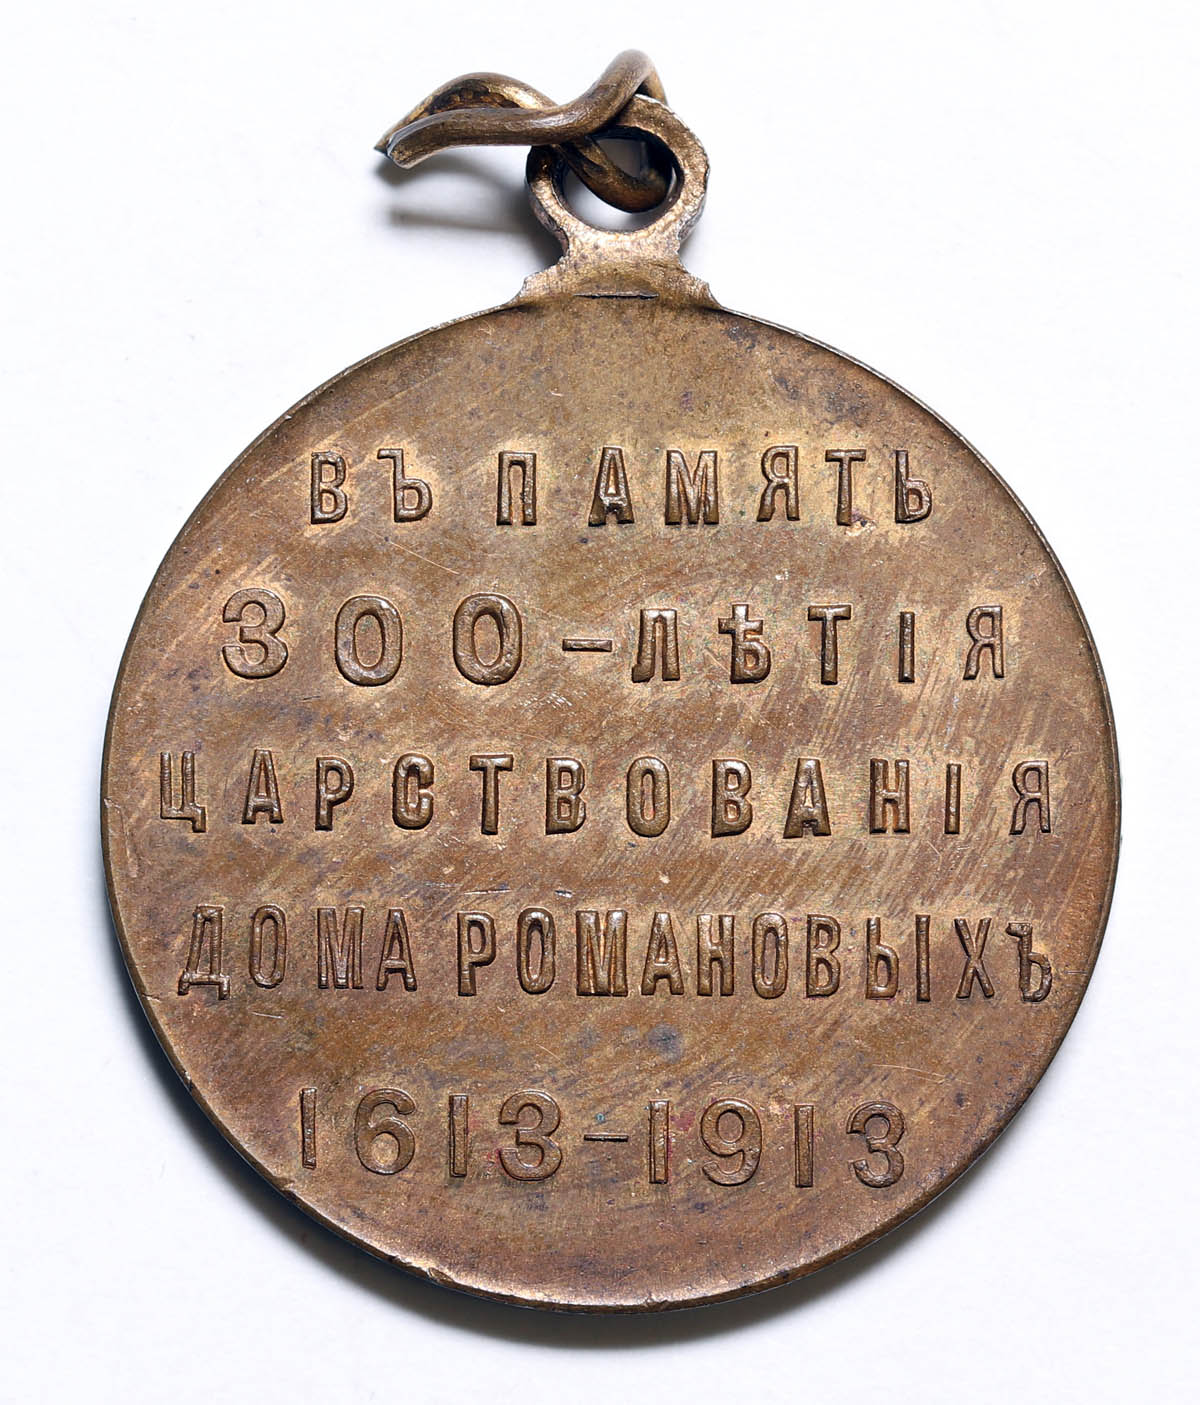 ВЪ ПАМЯТЬ
300-ЛѢТІЯ
ЦАРСТВОВАНІЯ
ДОМА РОМАНОВЫХЪ
1613-1913